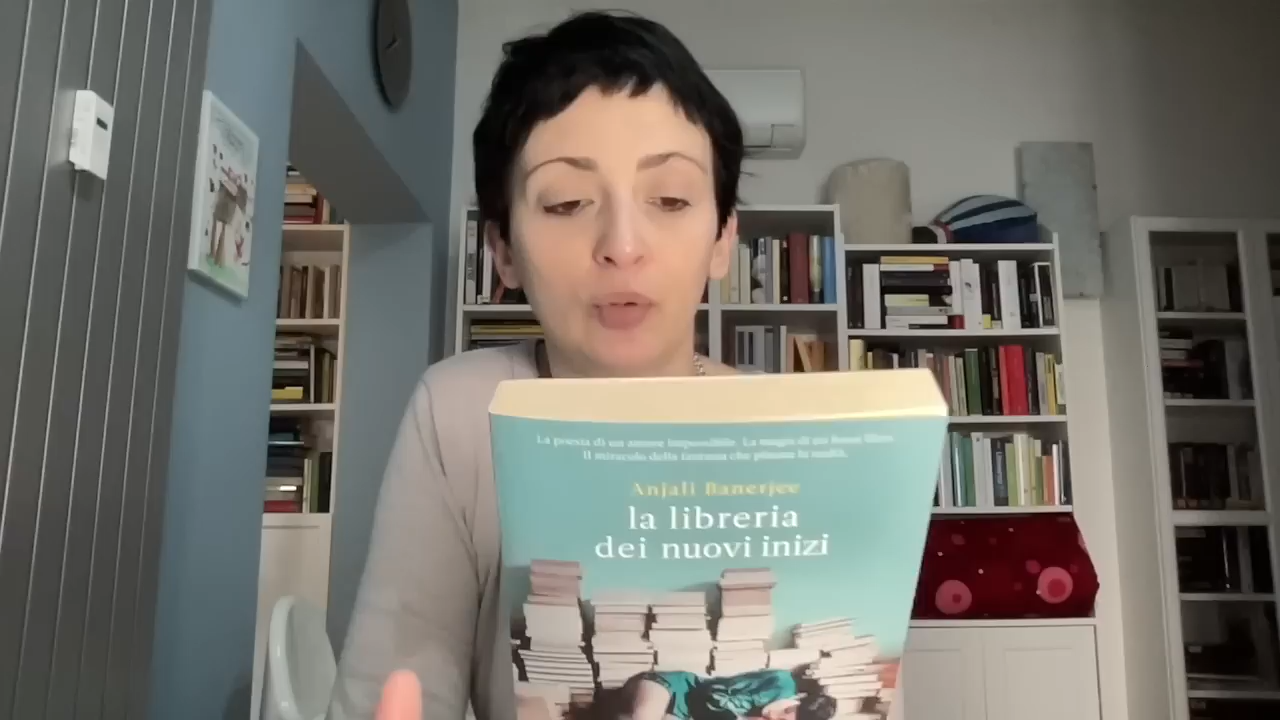 La poesia di un amore impossibile. La magia di un buon libro.
Il miracolo della fantasia che plasma la realtà.
Anjali Banerjee
la libreria
dei nuovi inizi